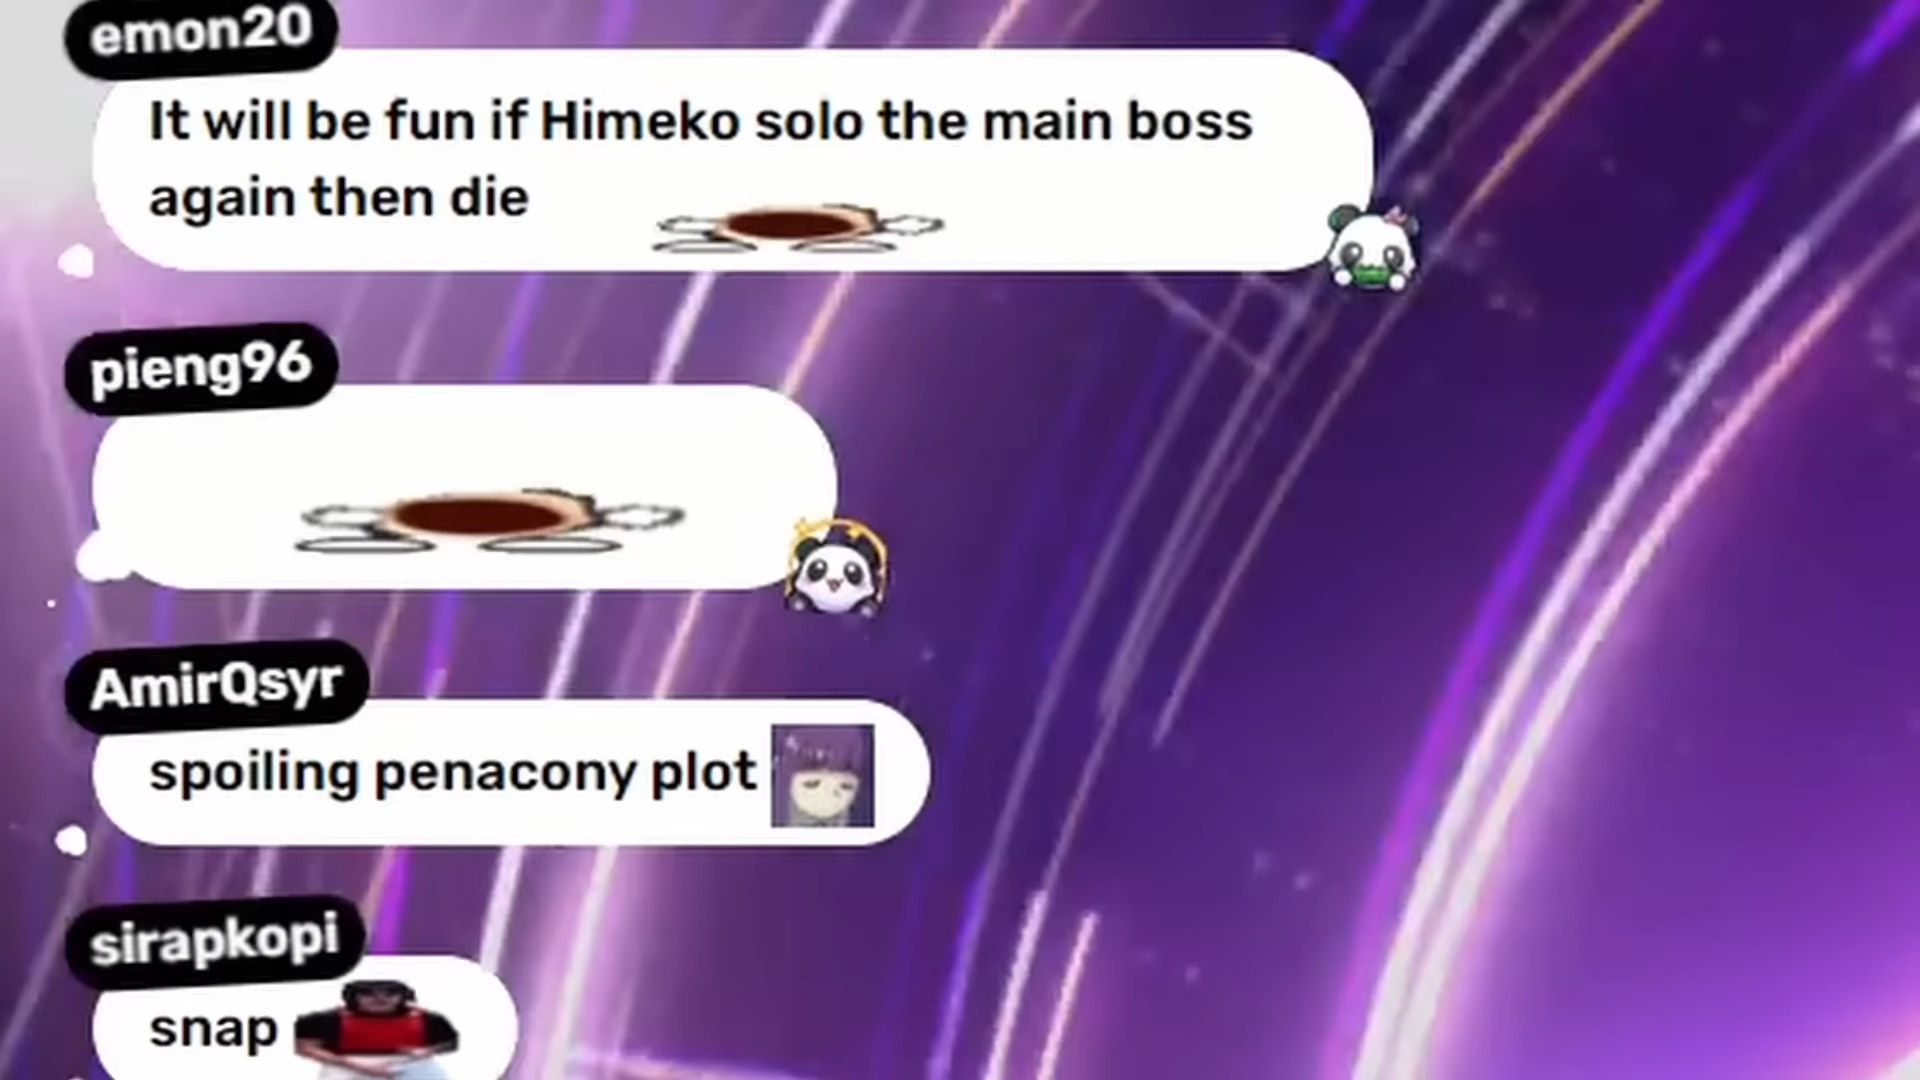 emon20
It will be fun if Himeko solo the main boss
again then die
pieng96
AmirQsyr
spoiling penacony plot
sirapkopi
snap